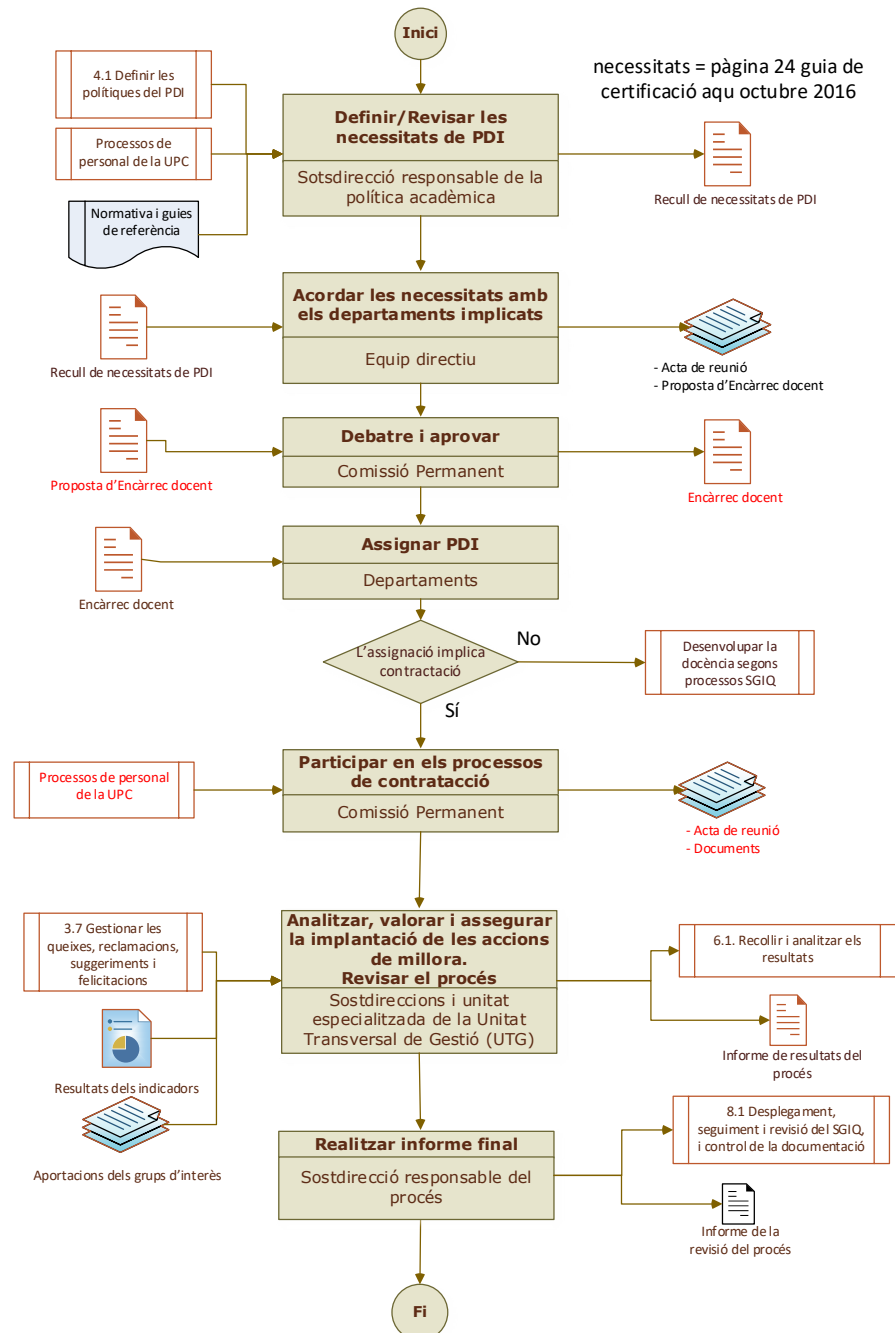 Inici
necessitats = pàgina 24 guia de
certificació aqu octubre 2016
4.1 Definir les
polítiques del PDI
Processos de
personal de la UPC
Normativa i guies
de referència
Definir/Revisar les
necessitats de PDI
Sotsdirecció responsable de la
política acadèmica
Recull de necessitats de PDI
Recull de necessitats de PDI
Acordar les necessitats amb
els departaments implicats
Equip directiu
- Acta de reunió
- Proposta d'Encàrrec docent
Proposta d'Encàrrec docent
Debatre i aprovar
Comissió Permanent
Encàrrec docent
Encàrrec docent
Assignar PDI
Departaments
L'assignació implica
contractació
No
Desenvolupar la
docència segons
processos SGIQ
Sí
Processos de personal
de la UPC
Participar en els processos
de contratacció
Comissió Permanent
- Acta de reunió
- Documents
3.7 Gestionar les
queixes, reclamacions,
suggeriments i
felicitacions
Resultats dels indicadors
Aportacions dels grups d'interès
Analitzar, valorar i assegurar
la implantació de les accions
de millora.
Revisar el procés
Sostdireccions i unitat
especialitzada de la Unitat
Transversal de Gestió (UTG)
6.1. Recollir i analitzar els
resultats
Informe de resultats del
procés
Realitzar informe final
Sostdirecció responsable del
procés
8.1 Desplegament,
seguiment i revisió del SGIQ,
i control de la documentació
Informe de la
revisió del procés
Fi